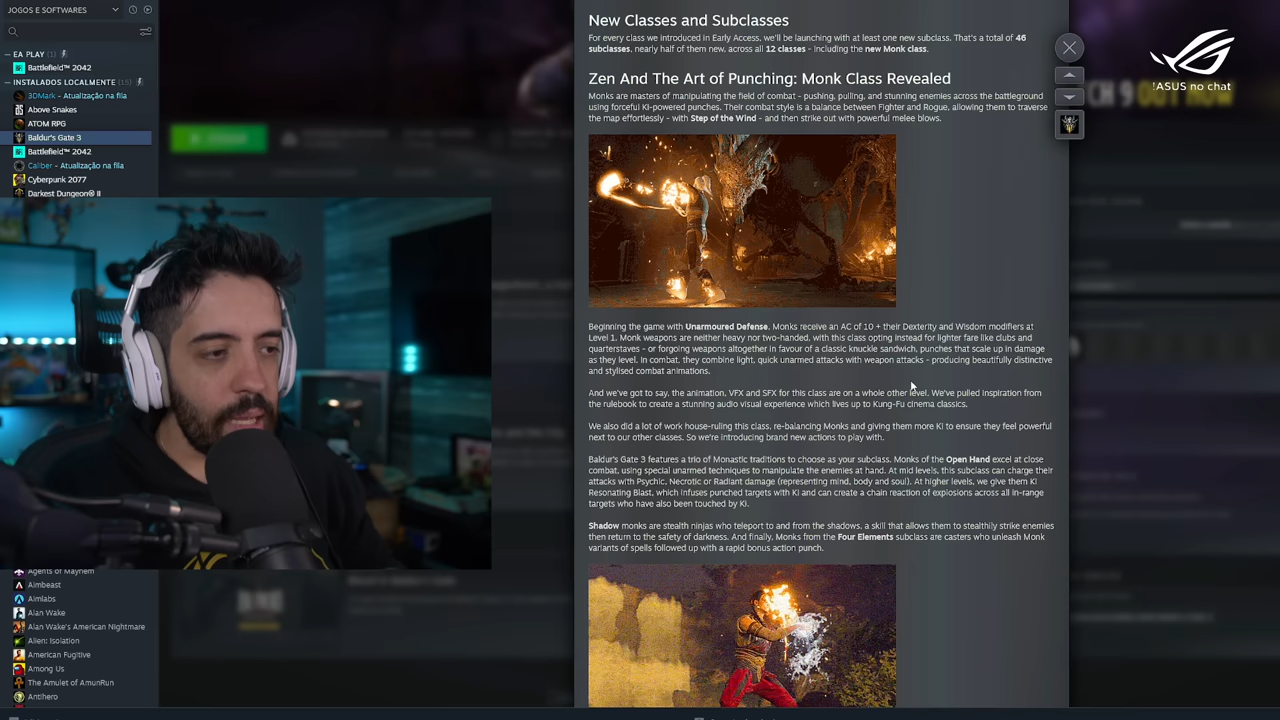 JOGOS E SOFTWARES
EA PLAY (1)
Battlefield™ 2042
INSTALADOS LOCALMENTE (15)
3DMark - Atualização na fila
Above Snakes
ATOM RPG
Baldur's Gate 3
Battlefield™ 2042
Caliber - Atualização na fila
Cyberpunk 2077
Darkest Dungeon® II
Agents of Mayhem
Aimbeast
Aimlabs
Alan Wake
Alan Wake's American Nightmare
Alien: Isolation
American Fugitive
Among Us
The Amulet of AmunRun
Antihero
New Classes and Subclasses
For every class we introduced in Early Access, we'll be launching with at least one new subclass. That's a total of 46
subclasses, nearly half of them new, across all 12 classes - including the new Monk class.
Zen And The Art of Punching: Monk Class Revealed
Monks are masters of manipulating the field of combat - pushing, pulling, and stunning enemies across the battleground
using forceful KI-powered punches. Their combat style is a balance between Fighter and Rogue, allowing them to traverse
the map effortlessly - with Step of the Wind - and then strike out with powerful melee blows.
Beginning the game with Unarmoured Defense, Monks receive an AC of 10 + their Dexterity and Wisdom modifiers at
Level 1. Monk weapons are neither heavy nor two-handed, with this class opting instead for lighter fare like clubs and
quarterstaves - or forgoing weapons altogether in favour of a classic knuckle sandwich, punches that scale up in damage
as they level. In combat, they combine light, quick unarmed attacks with weapon attacks - producing beautifully distinctive
and stylised combat animations.
And we've got to say, the animation, VFX and SFX for this class are on a whole other level. We've pulled inspiration from
the rulebook to create a stunning audio visual experience which lives up to Kung-Fu cinema classics.
We also did a lot of work house-ruling this class, re-balancing Monks and giving them more Ki to ensure they feel powerful
next to our other classes. So we're introducing brand new actions to play with.
Baldur's Gate 3 features a trio of Monastic traditions to choose as your subclass. Monks of the Open Hand excel at close
combat, using special unarmed techniques to manipulate the enemies at hand. At mid levels, this subclass can charge their
attacks with Psychic, Necrotic or Radiant damage (representing mind, body and soul). At higher levels, we give them KI
Resonating Blast, which infuses punched targets with Ki and can create a chain reaction of explosions across all in-range
targets who have also been touched by Ki.
Shadow monks are stealth ninjas who teleport to and from the shadows, a skill that allows them to stealthily strike enemies
then return to the safety of darkness. And finally, Monks from the Four Elements subclass are casters who unleash Monk
variants of spells followed up with a rapid bonus action punch.
!ASUS no chat
CH 9 OUT NOW